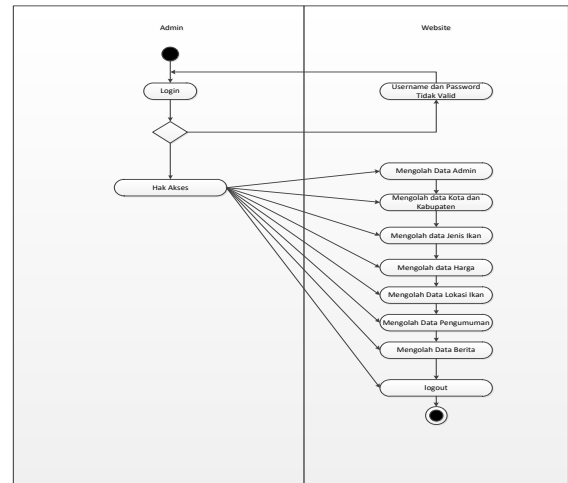 Admin
Website
Login
Username dan Password
Tidak Valid
Hak Akses
Mengolah Data Admin
Mengolah data Kota dan
Kabupaten
Mengolah data Jenis Ikan
Mengolah data Harga
Mengolah Data Lokasi Ikan
Mengolah Data Pengumuman
Mengolah Data Berita
logout